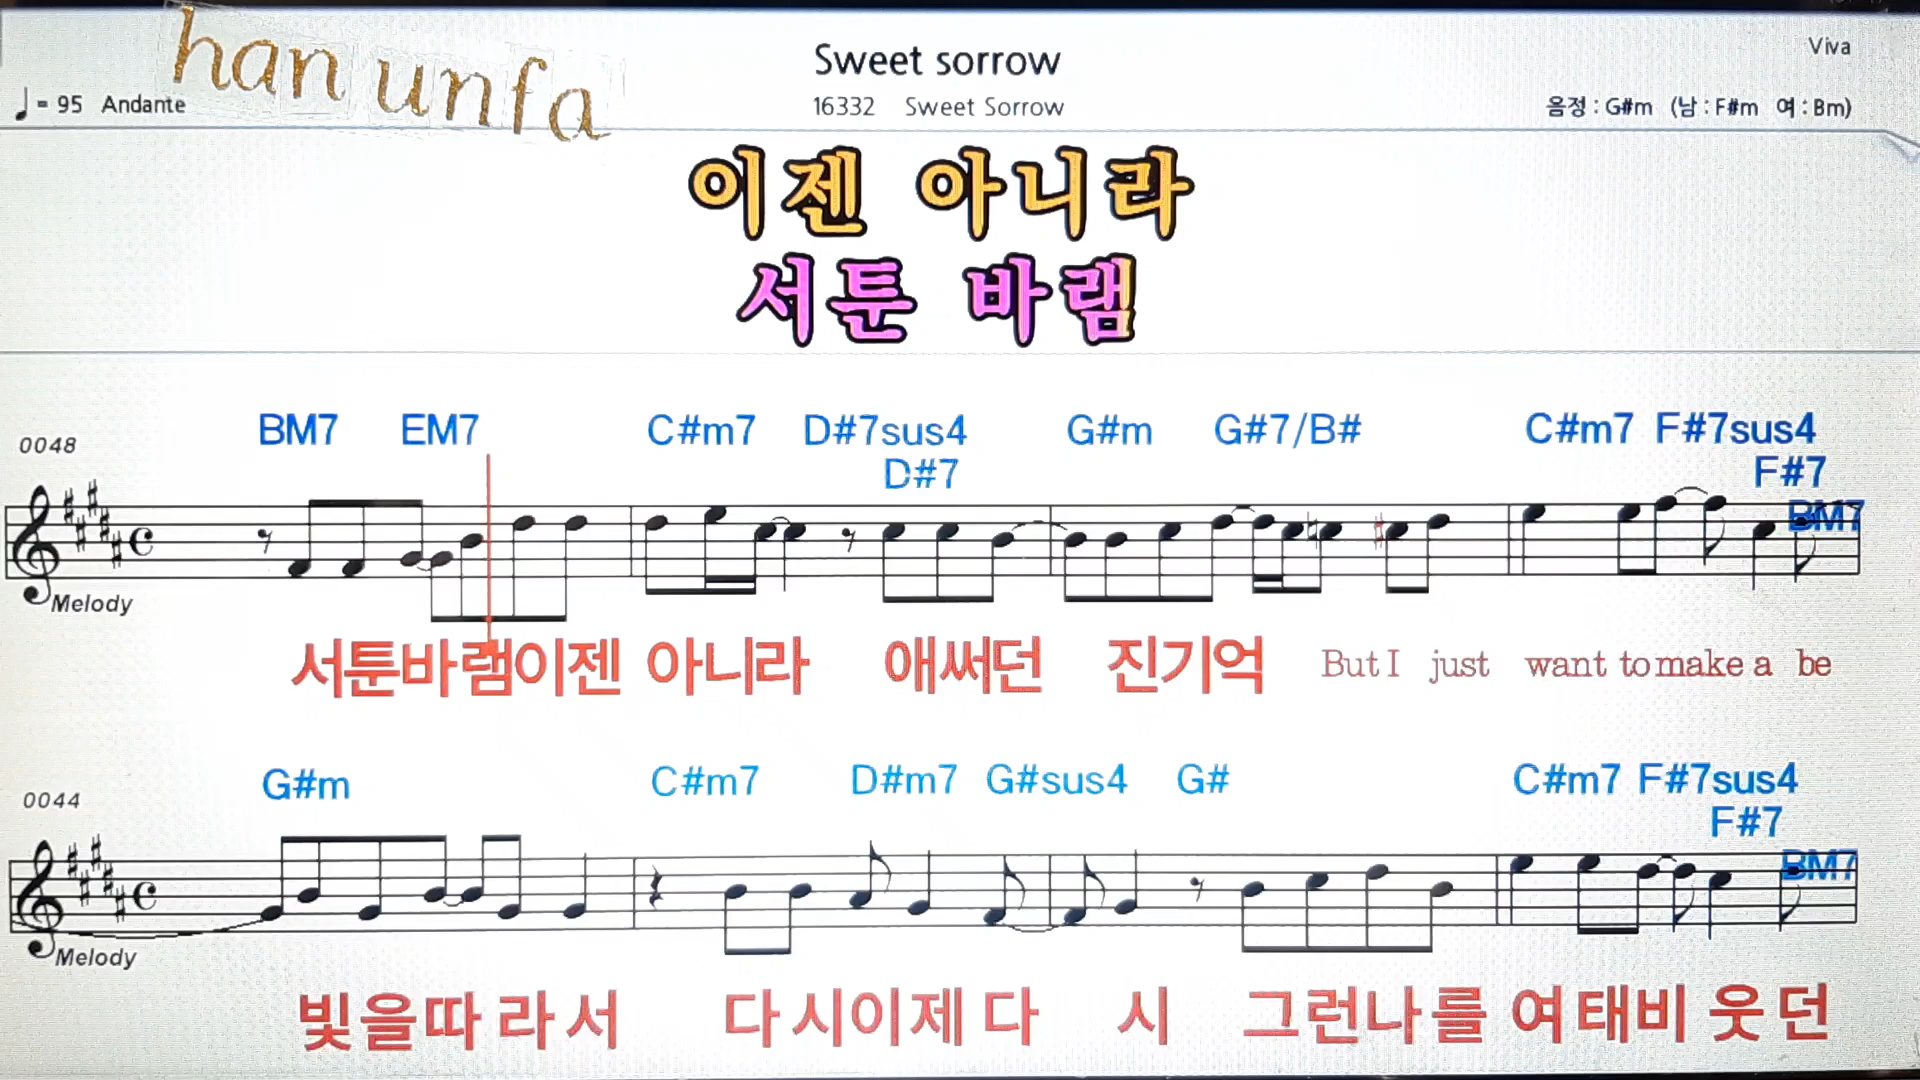 han unfa
Sweet sorrow
Viva
= 95 Andante
16332 Sweet Sorrow
음정 : G#m (남 : F#m 여 : Bm)
이젠 아니라
서툰 바램
BM7 EM7 C#m7 D#7sus4 G#m G#7/B# C#m7 F#7sus4
0048
D#7 F#7
BM7
Melody
서툰바램이젠 아니라 애써던 진기억 But I just want to make a be
G#m C#m7 D#m7 G#sus4 G# C#m7 F#7sus4
0044
F#7
BM7
Melody
빛을따라서 다시이제다 시 그런나를 여태비웃던